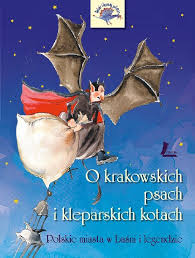 O krakowskich
psach
i kleparskich kotach
Polskie miasta w baśni i legendzie